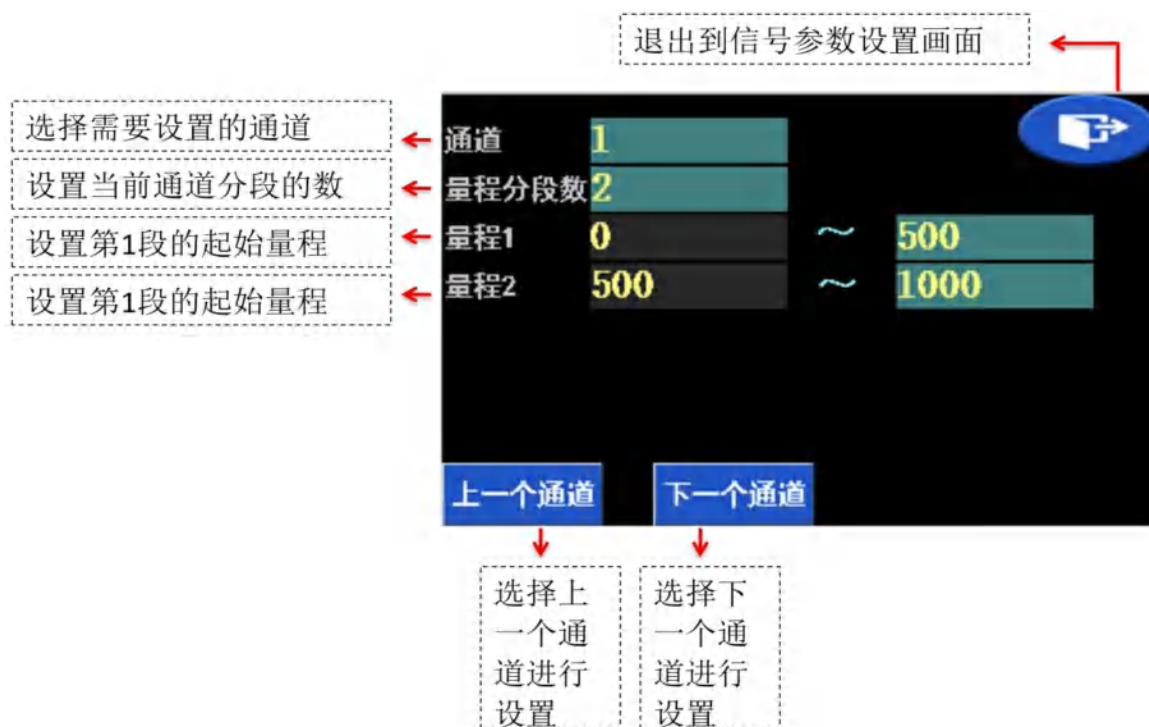 退出到信号参数设置画面
选择需要设置的通道
设置当前通道分段的数
设置第1段的起始量程
设置第1段的起始量程
通道 1
量程分段数 2
量程1 0 ～ 500
量程2 500 ～ 1000
上一个通道 下一个通道
选择上
一个通
道进行
设置
选择下
一个通
道进行
设置